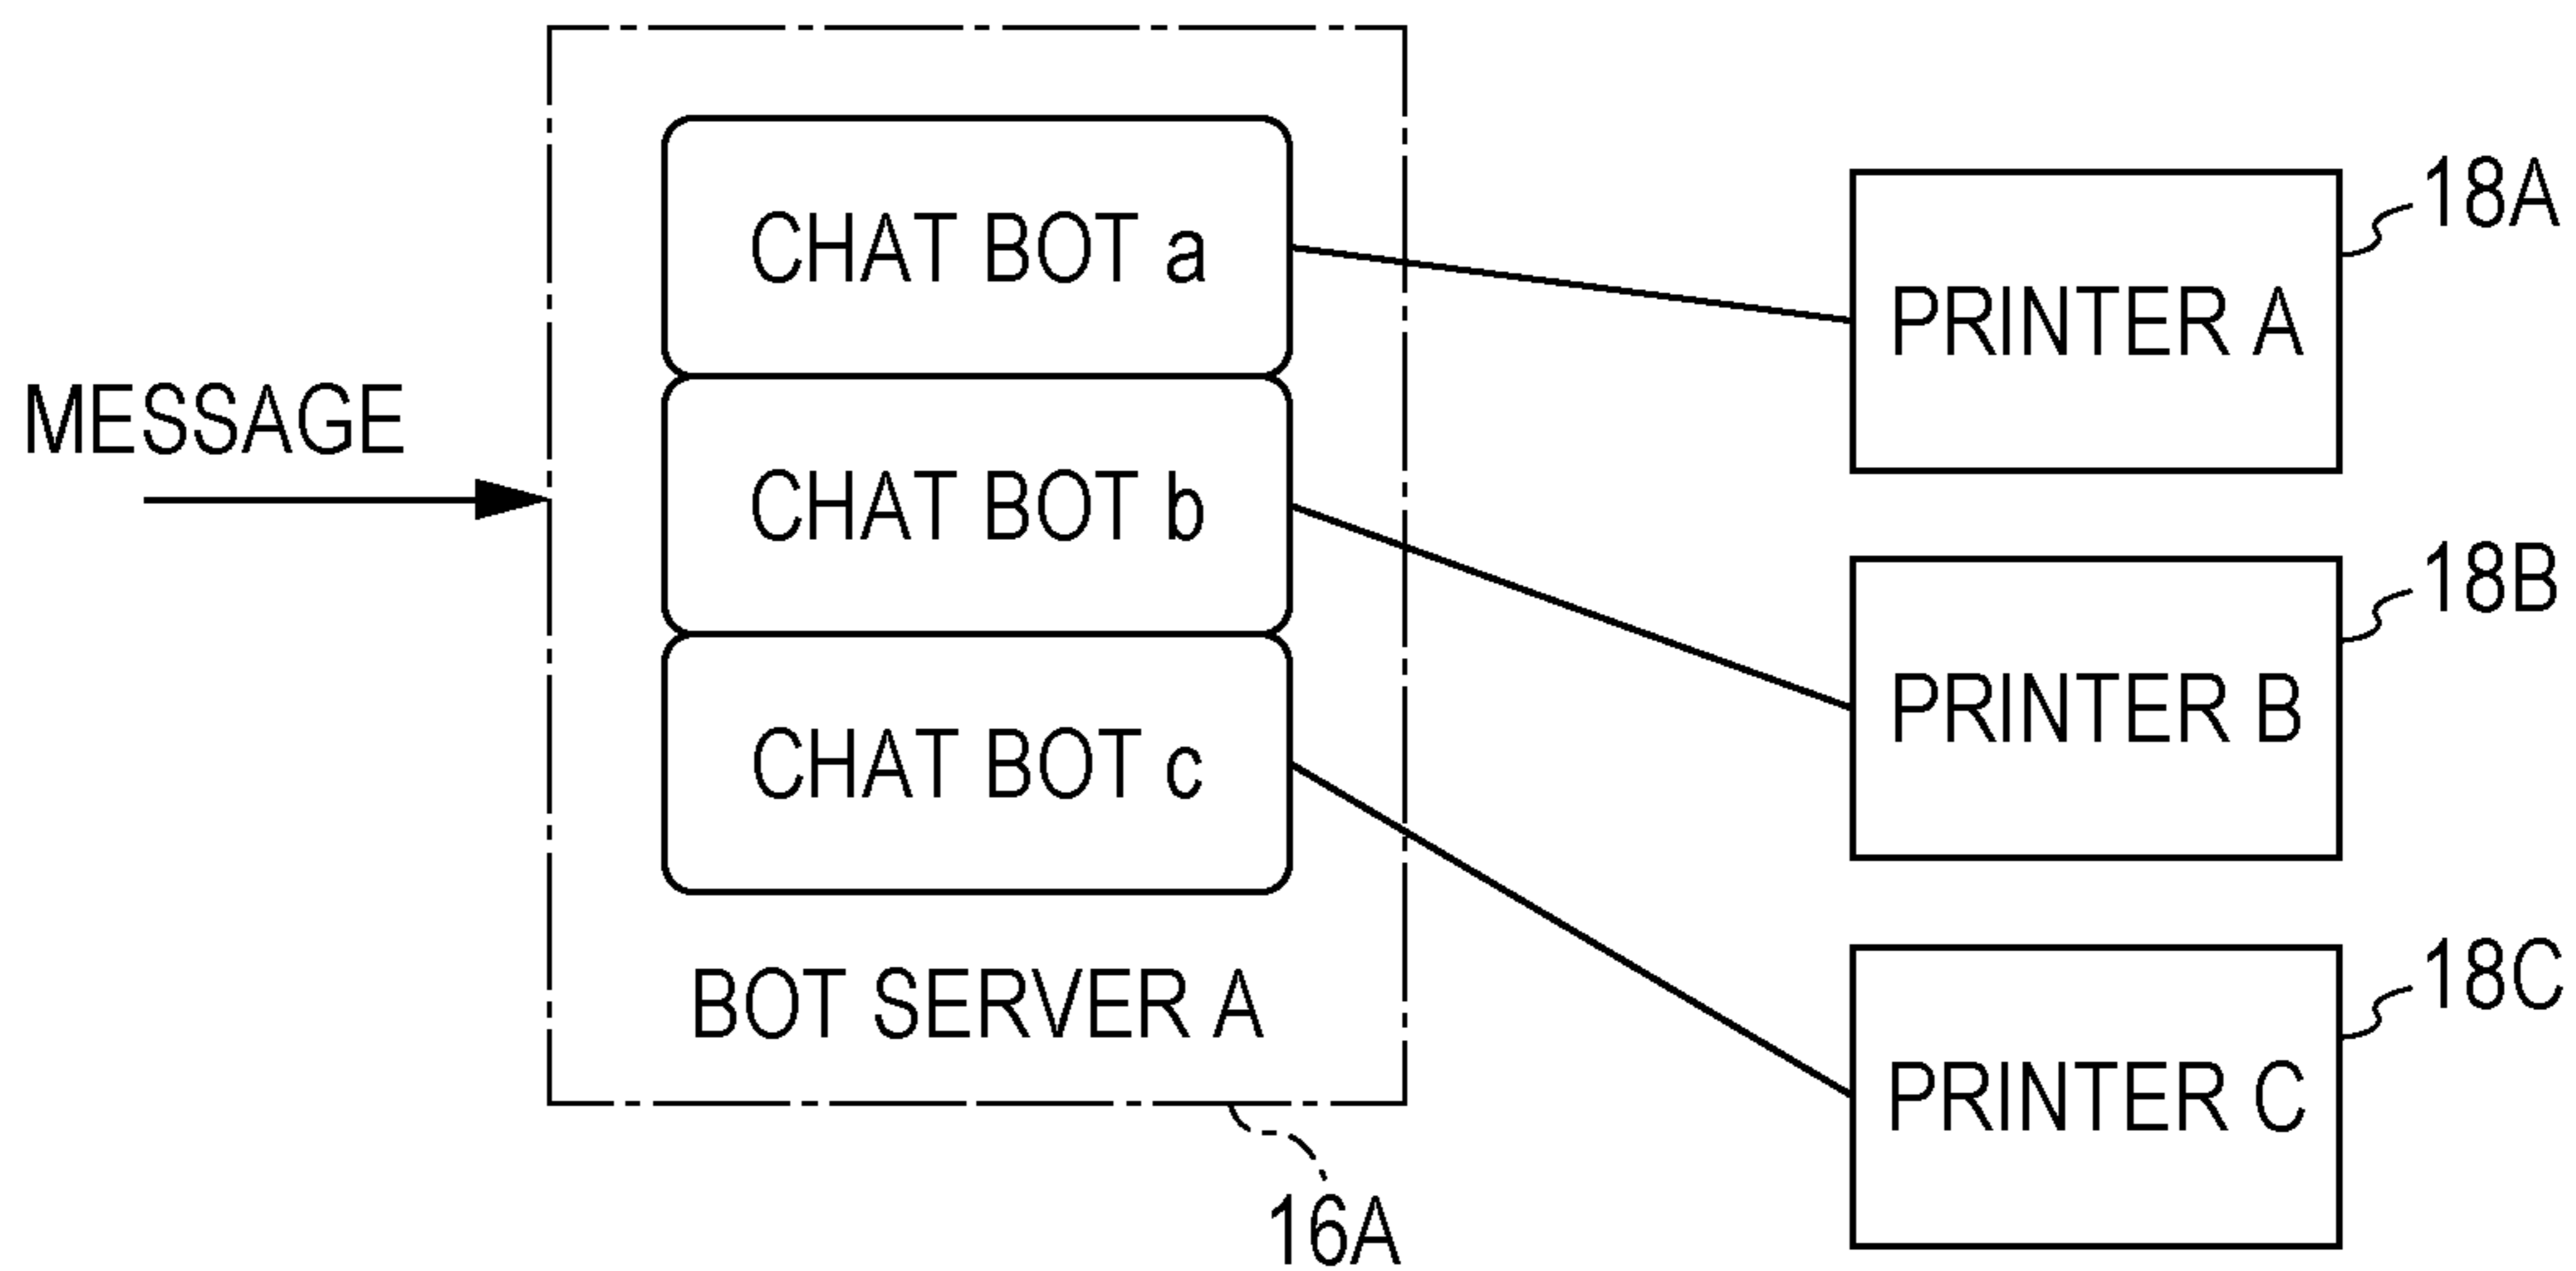 MESSAGE
CHAT BOT a
CHAT BOT b
CHAT BOT c
BOT SERVER A
16A
PRINTER A
18A
PRINTER B
18B
PRINTER C
18C